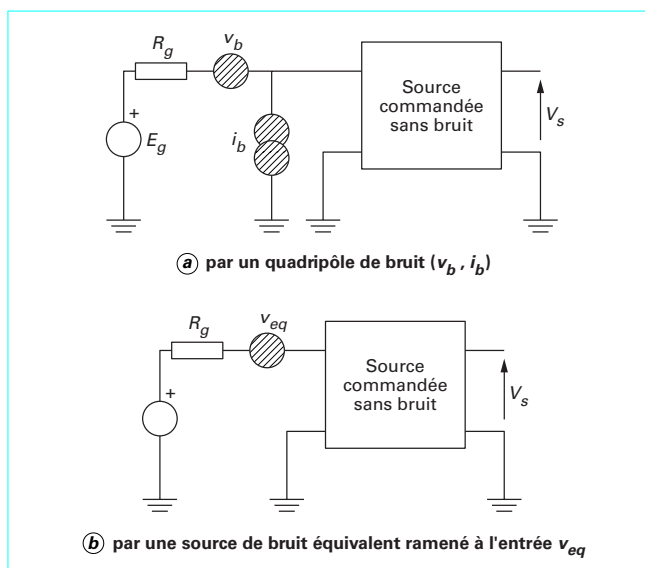 R_g
v_b
+
E_g
i_b
Source
commandée
sans bruit
V_s
a par un quadripôle de bruit (v_b , i_b)
R_g
v_eq
+
Source
commandée
sans bruit
V_s
b par une source de bruit équivalent ramené à l'entrée v_eq